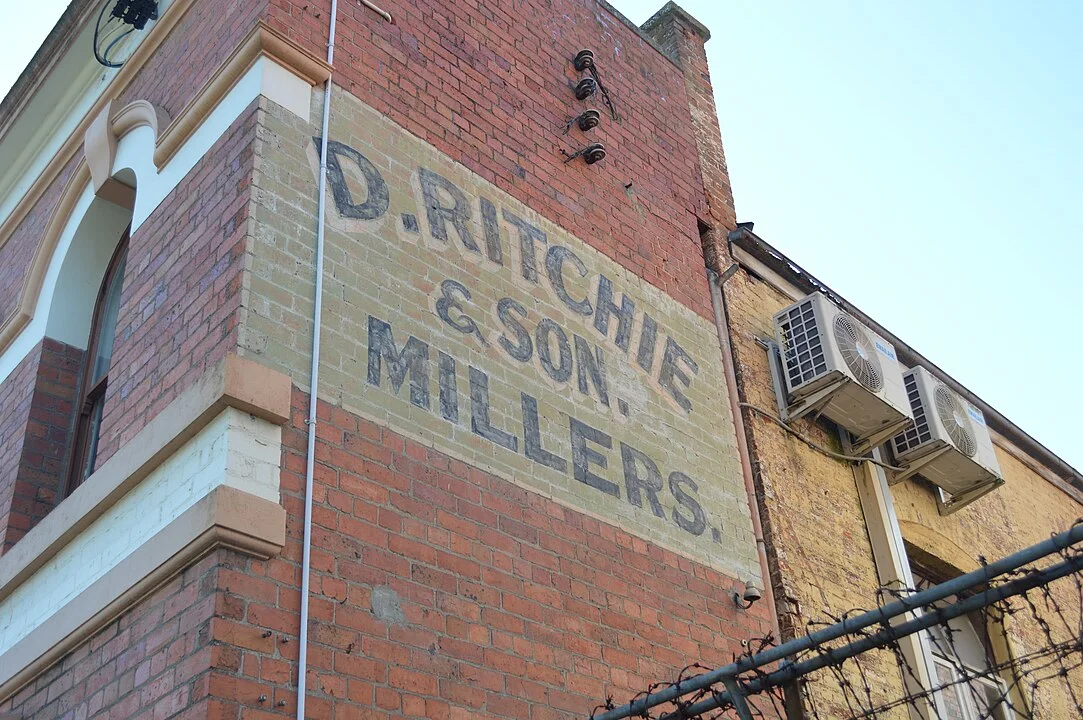 D. RITCHIE
& SON.
MILLERS.